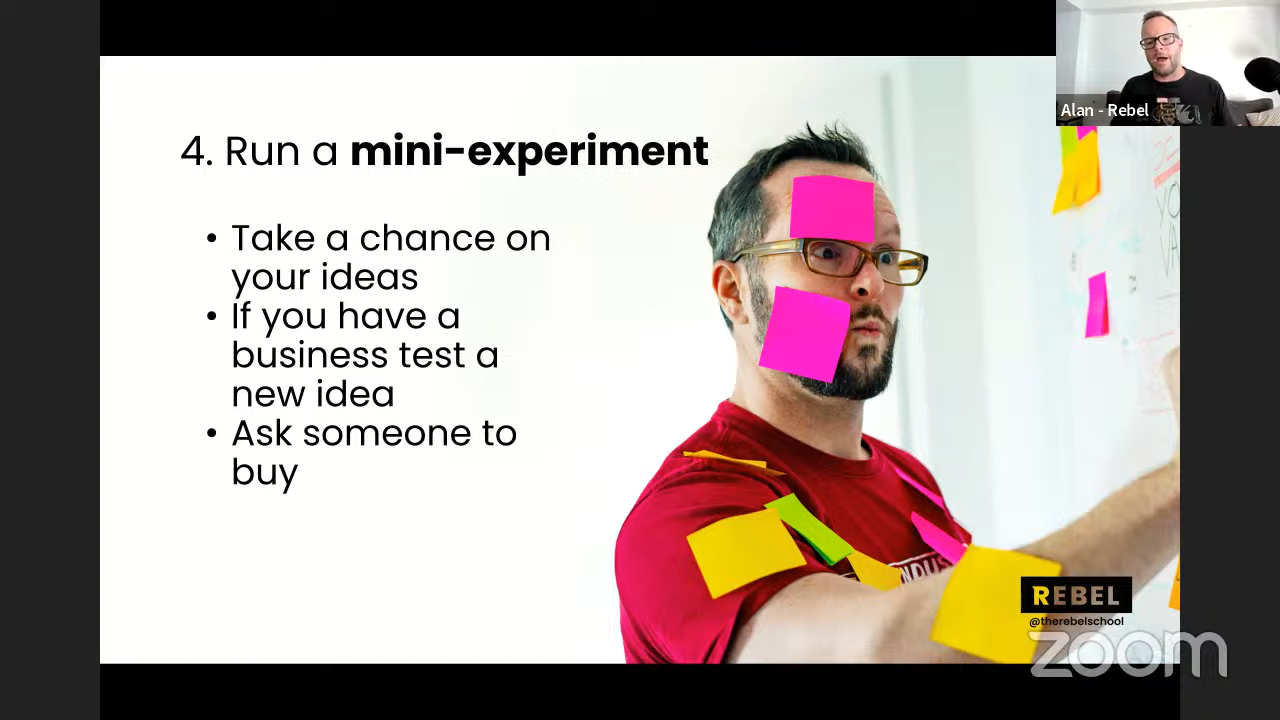 Alan - Rebel
4. Run a mini-experiment
• Take a chance on
your ideas
• If you have a
business test a
new idea
• Ask someone to
buy
REBEL
@therebelschool
zoom